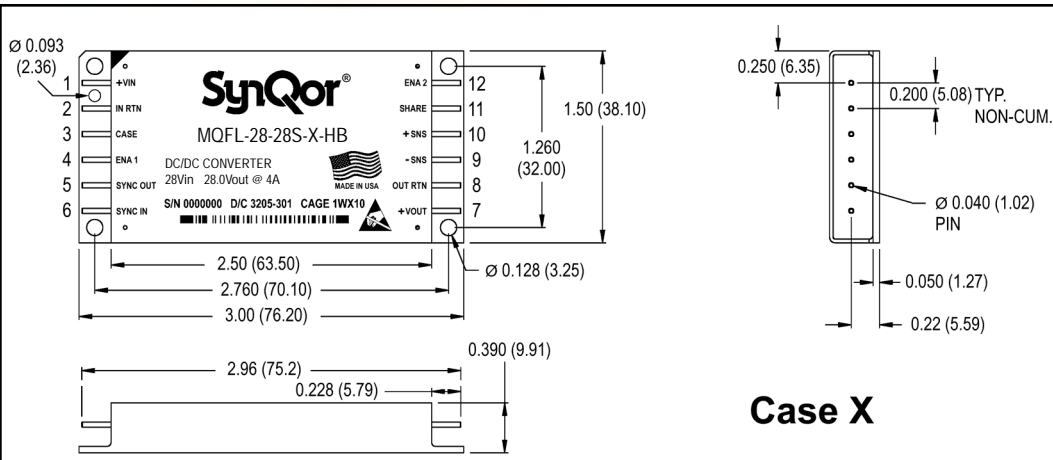 Ø 0.093
(2.36)
1 +VIN
2 IN RTN
3 CASE
4 ENA 1
5 SYNC OUT
6 SYNC IN
SynQor®
MQFL-28-28S-X-HB
DC/DC CONVERTER
28Vin 28.0Vout @ 4A
MADE IN USA
S/N 0000000 D/C 3205-301 CAGE 1WX10
ENA 2 12
SHARE 11
+SNS 10
-SNS 9
OUT RTN 8
+VOUT 7
1.260
(32.00)
1.50 (38.10)
2.50 (63.50)
2.760 (70.10)
3.00 (76.20)
Ø 0.128 (3.25)
0.250 (6.35)
0.200 (5.08) TYP.
NON-CUM.
Ø 0.040 (1.02)
PIN
0.050 (1.27)
0.22 (5.59)
2.96 (75.2)
0.228 (5.79)
0.390 (9.91)
Case X